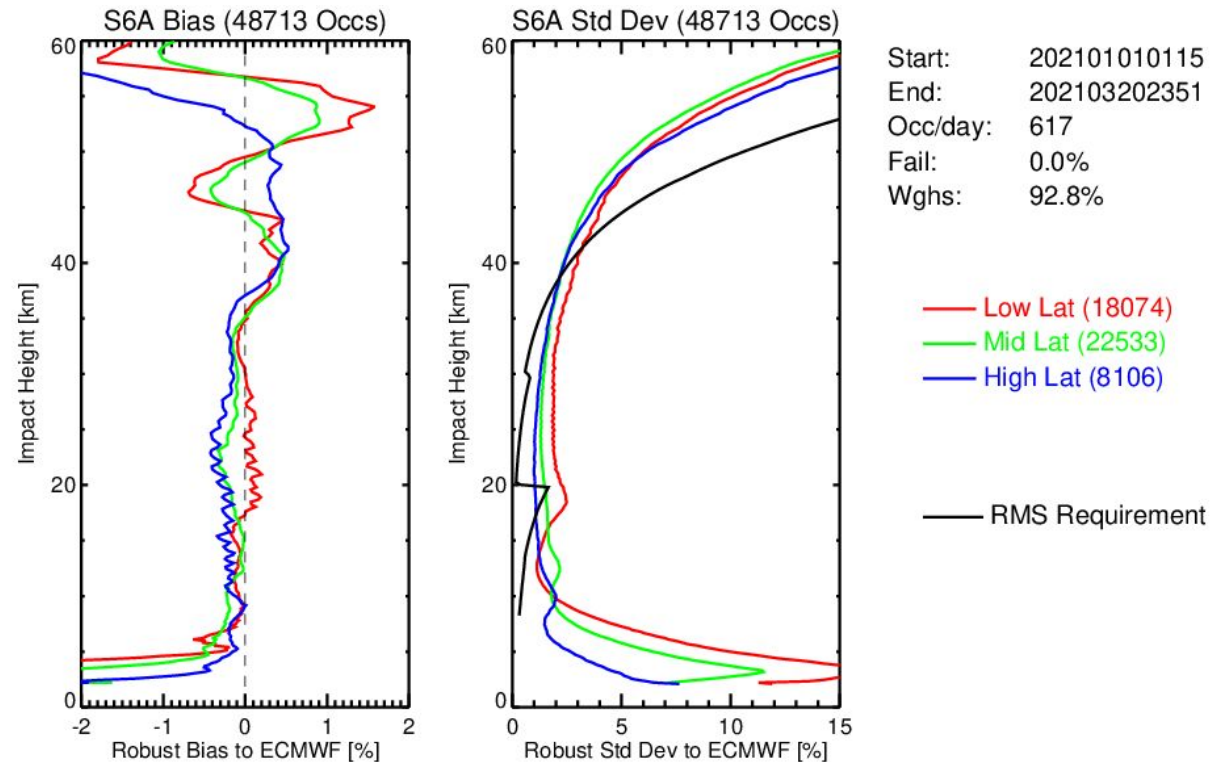 S6A Bias (48713 Occs)
60
40
20
0
Impact Height [km]
-2 -1 0 1 2
Robust Bias to ECMWF [%]
S6A Std Dev (48713 Occs)
60
40
20
0
Impact Height [km]
0 5 10 15
Robust Std Dev to ECMWF [%]
Start: 202101010115
End: 202103202351
Occ/day: 617
Fail: 0.0%
Wghs: 92.8%
Low Lat (18074)
Mid Lat (22533)
High Lat (8106)
RMS Requirement